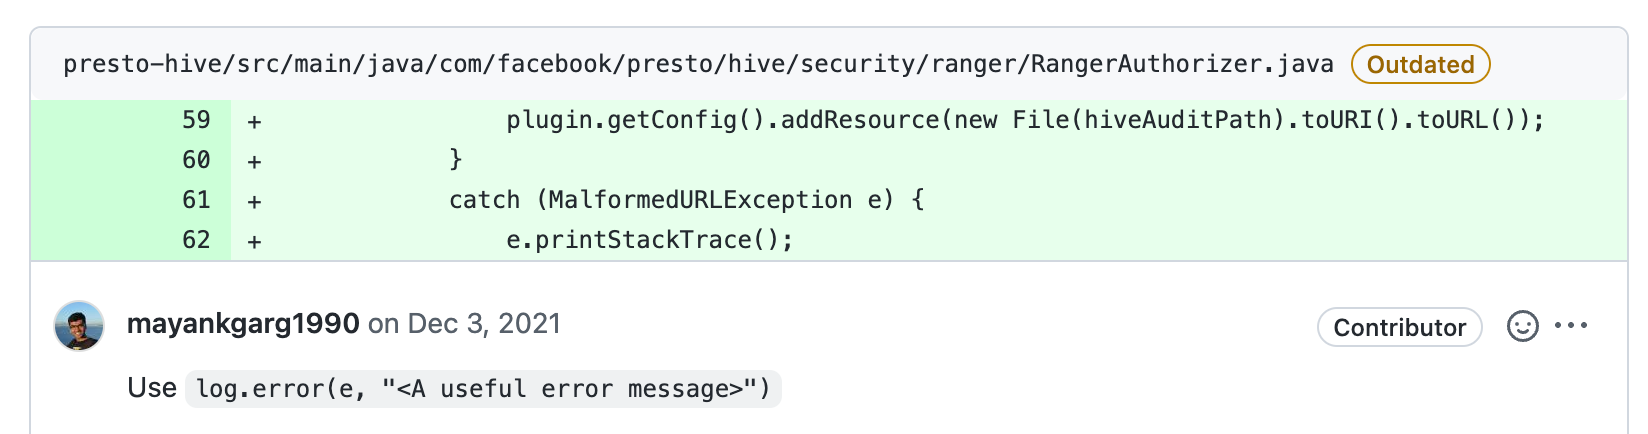 presto-hive/src/main/java/com/facebook/presto/hive/security/ranger/RangerAuthorizer.java Outdated
59 + plugin.getConfig().addResource(new File(hiveAuditPath).toURI().toURL());
60 + }
61 + catch (MalformedURLException e) {
62 + e.printStackTrace();
mayankgarg1990 on Dec 3, 2021 Contributor
Use log.error(e, "<A useful error message>")